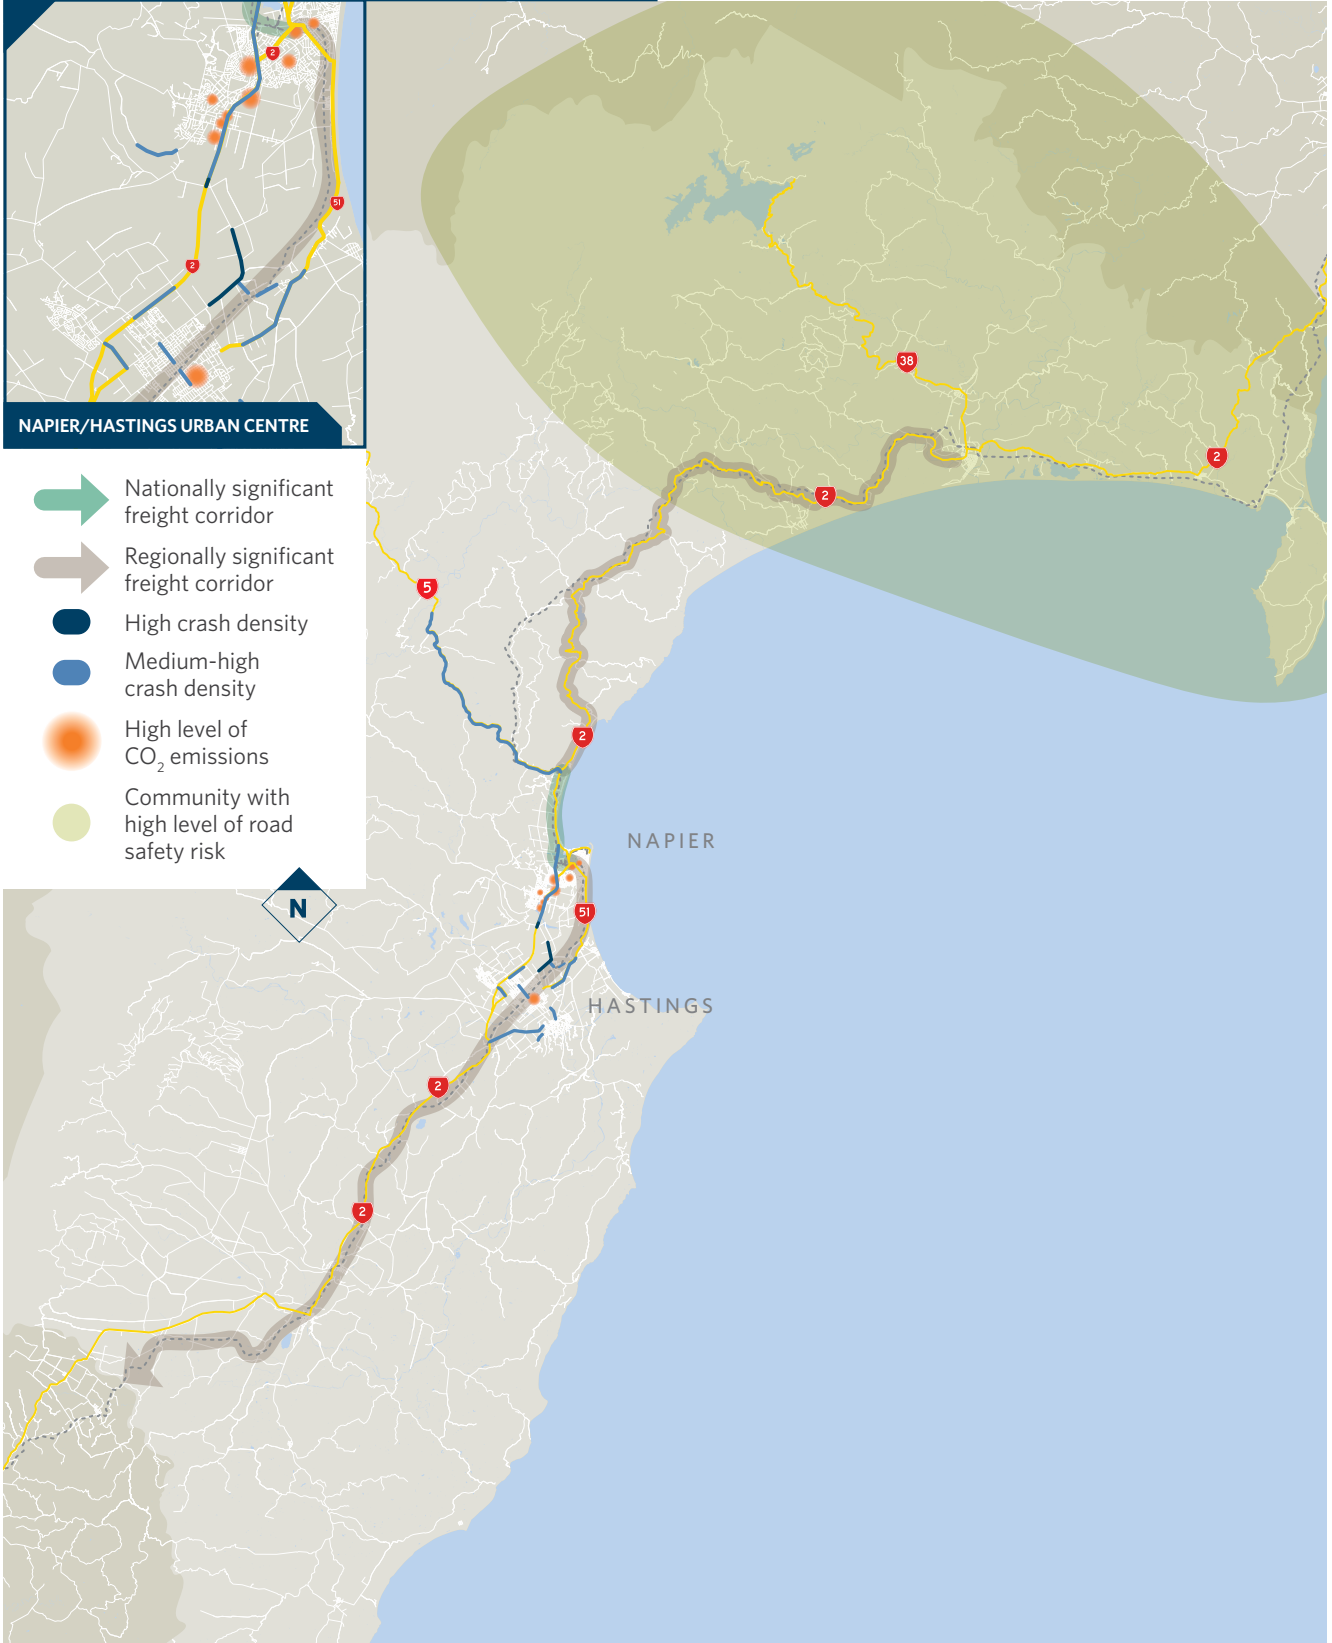 2
51
2
NAPIER/HASTINGS URBAN CENTRE
Nationally significant
freight corridor
Regionally significant
freight corridor
High crash density
Medium-high
crash density
High level of
CO2 emissions
Community with
high level of road
safety risk
N
38
2
2
5
2
NAPIER
51
HASTINGS
2
2